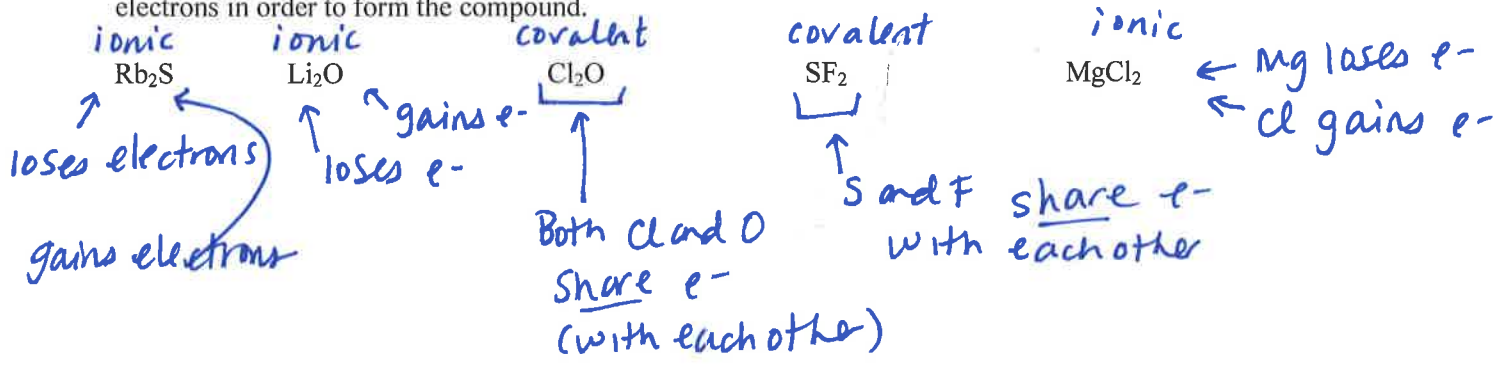 electrons in order to form the compound.
ionic ionic covalent covalent ionic
Rb₂S Li₂O Cl₂O SF₂ MgCl₂ ← Mg loses e-
← Cl gains e-
gains e-
loses electrons loses e-
S and F share e-
with each other
Both Cl and O
share e-
(with each other)
gains electrons